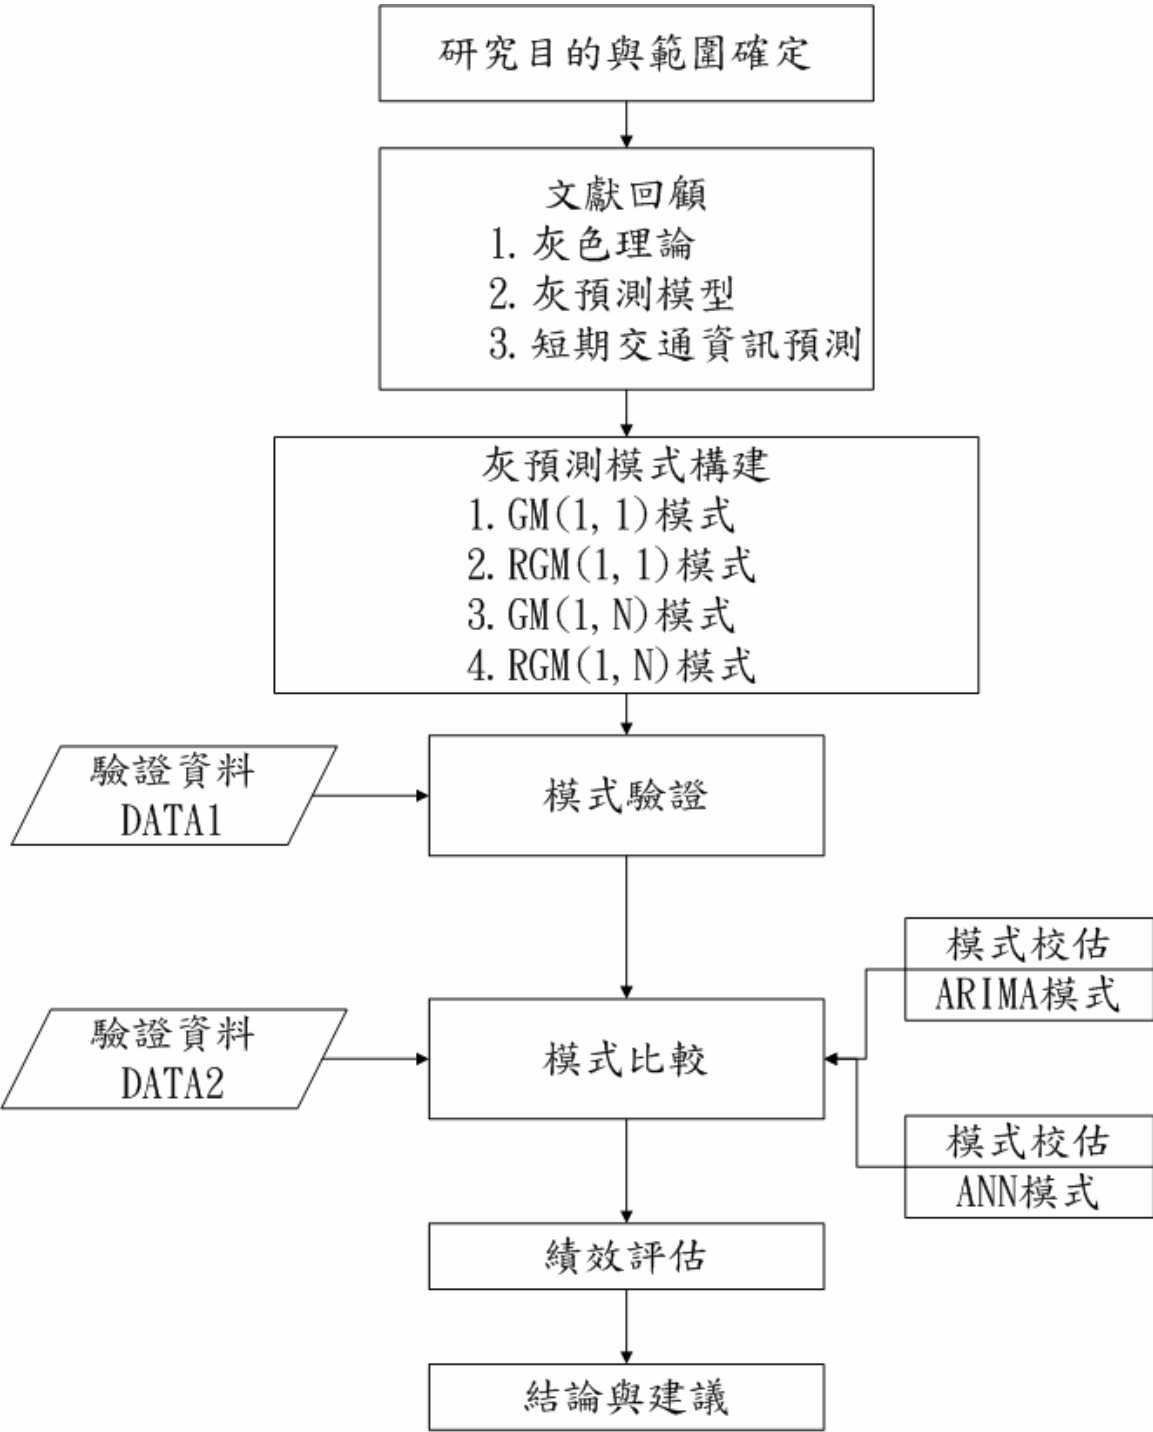 研究目的與範圍確定
文獻回顧
1. 灰色理論
2. 灰預測模型
3. 短期交通資訊預測
灰預測模式構建
1. GM(1, 1)模式
2. RGM(1, 1)模式
3. GM(1, N)模式
4. RGM(1, N)模式
驗證資料
DATA1
模式驗證
模式校估
ARIMA模式
驗證資料
DATA2
模式比較
模式校估
ANN模式
績效評估
結論與建議